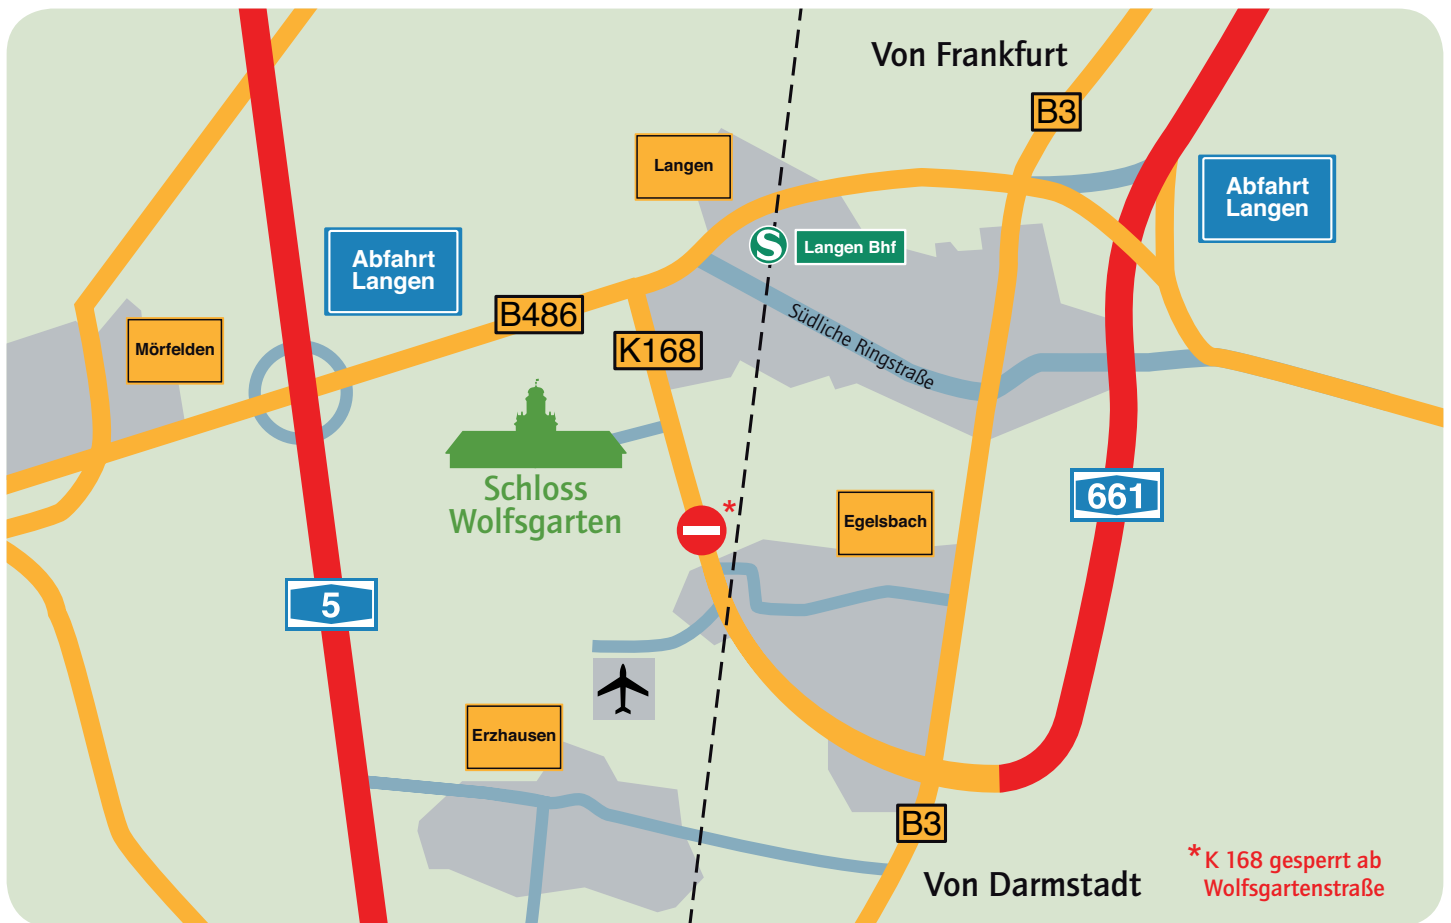 Von Frankfurt
B3
Langen
Abfahrt
Langen
S
Langen Bhf
Abfahrt
Langen
B486
Mörfelden
K168
Südliche Ringstraße
Schloss
Wolfsgarten
661
*
Egelsbach
5
Erzhausen
B3
Von Darmstadt
* K 168 gesperrt ab
Wolfsgartenstraße